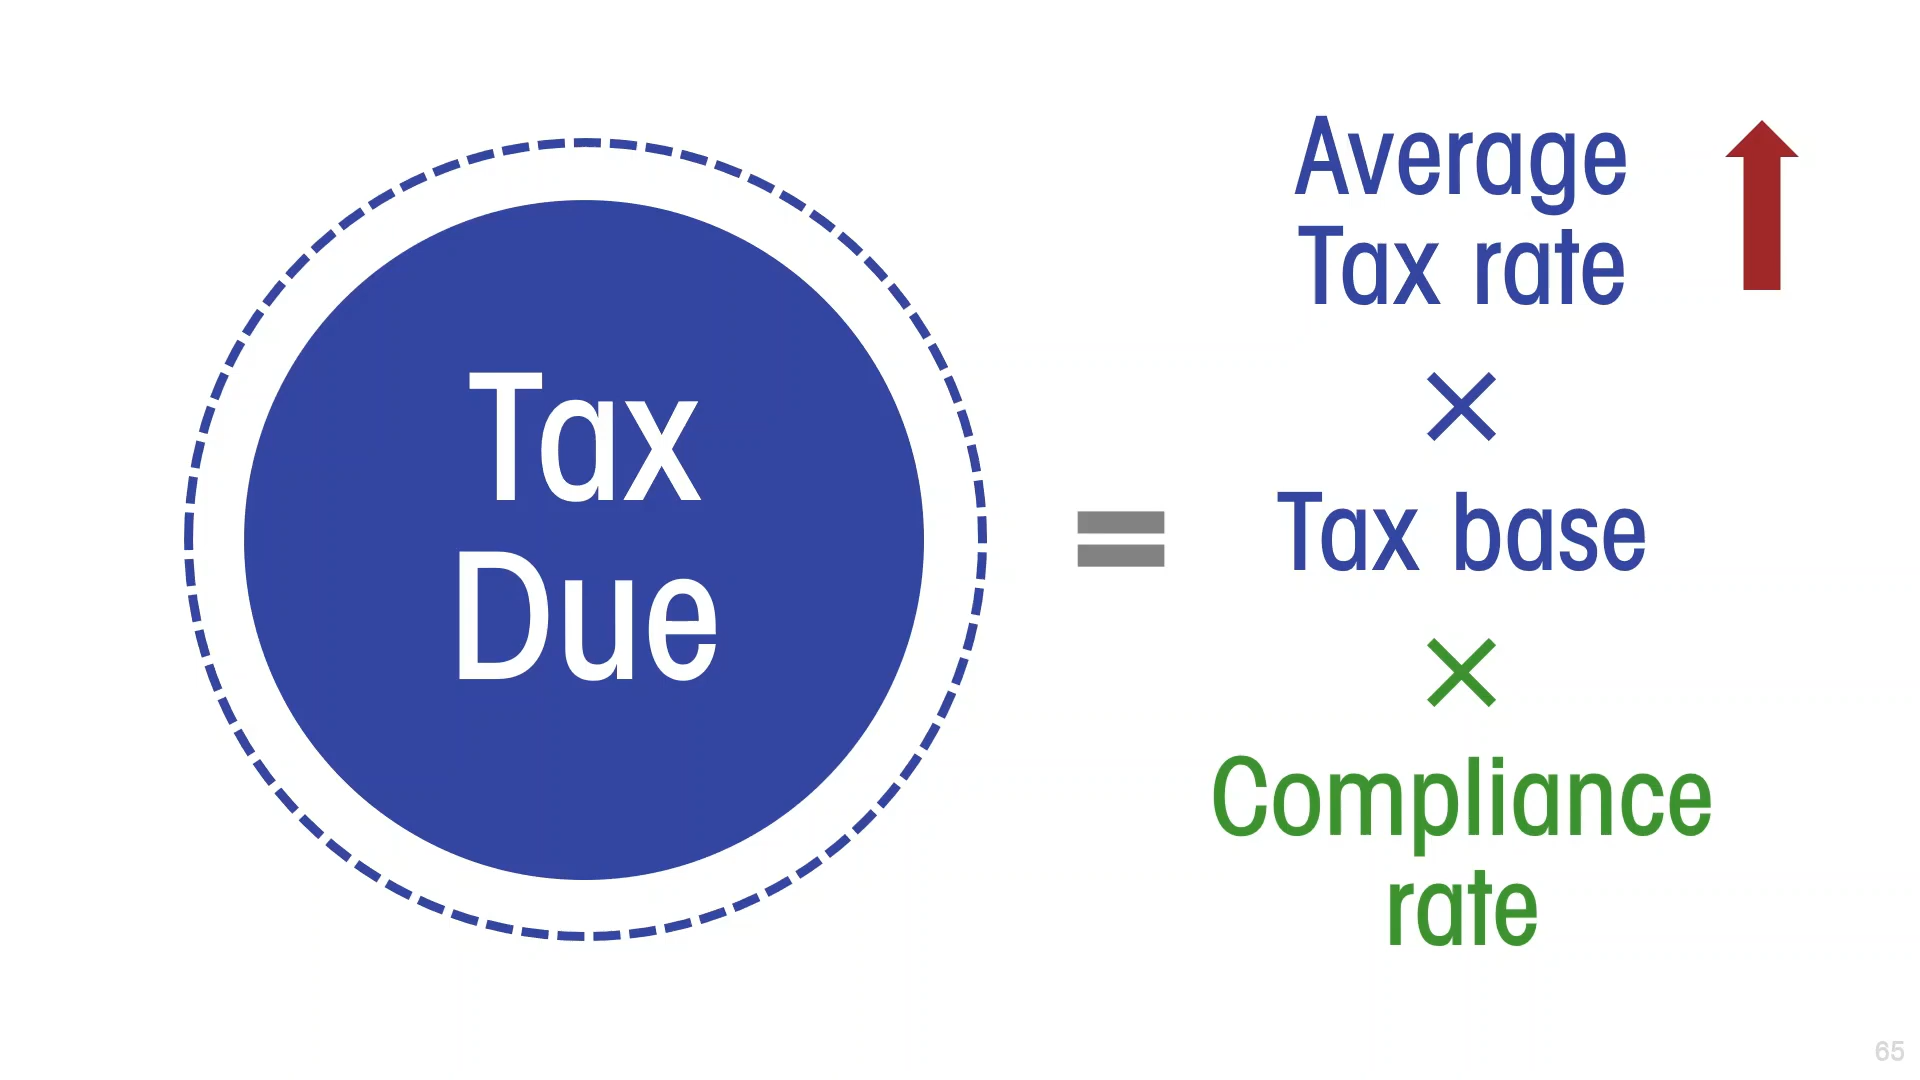 Tax
Due
=
Average
Tax rate
×
Tax base
×
Compliance
rate
65